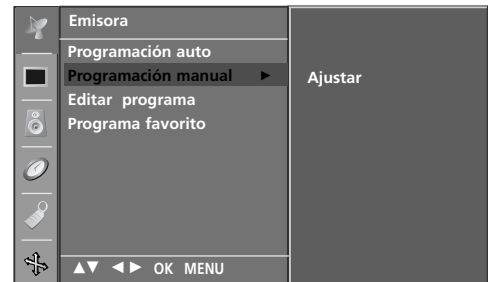 Emisora
Programación auto
Programación manual ►
Ajustar
Editar programa
Programa favorito
▲▼ ◄► OK MENU